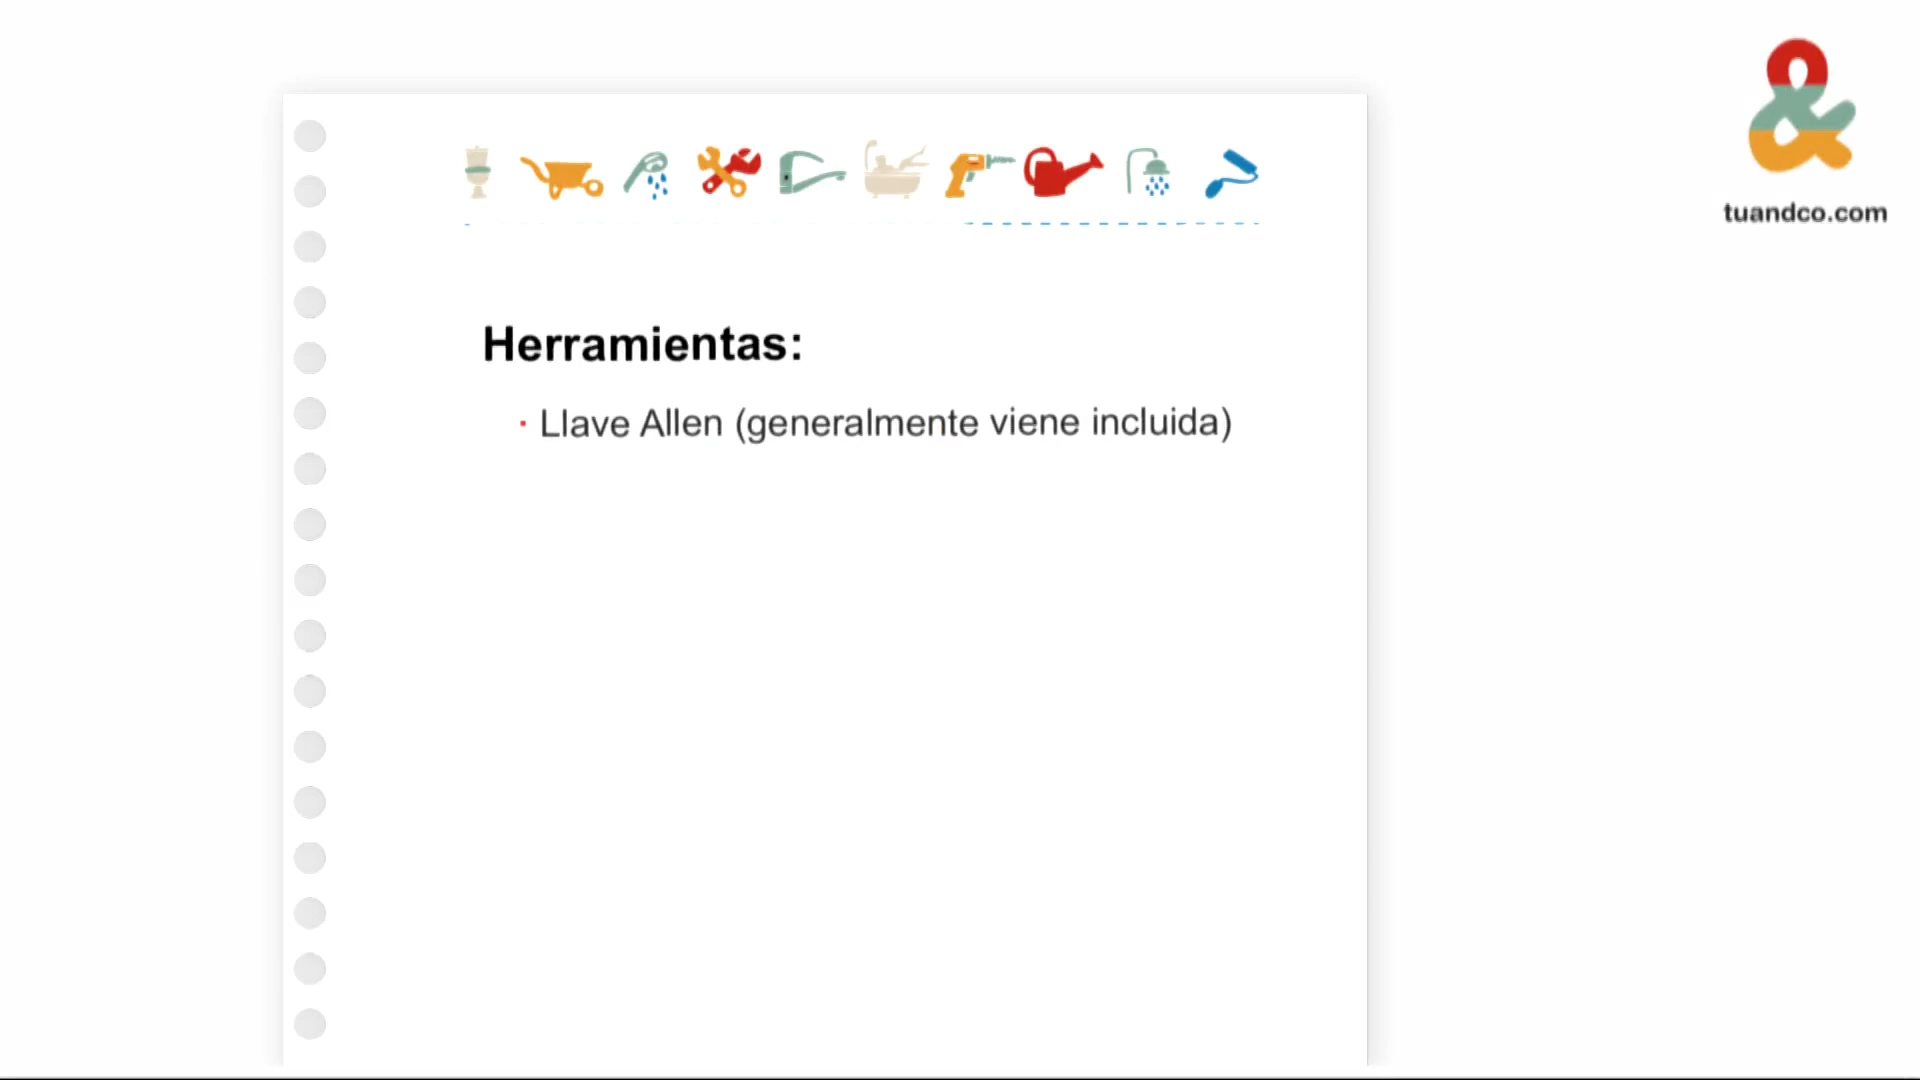 &
tuandco.com
Herramientas:
· Llave Allen (generalmente viene incluida)